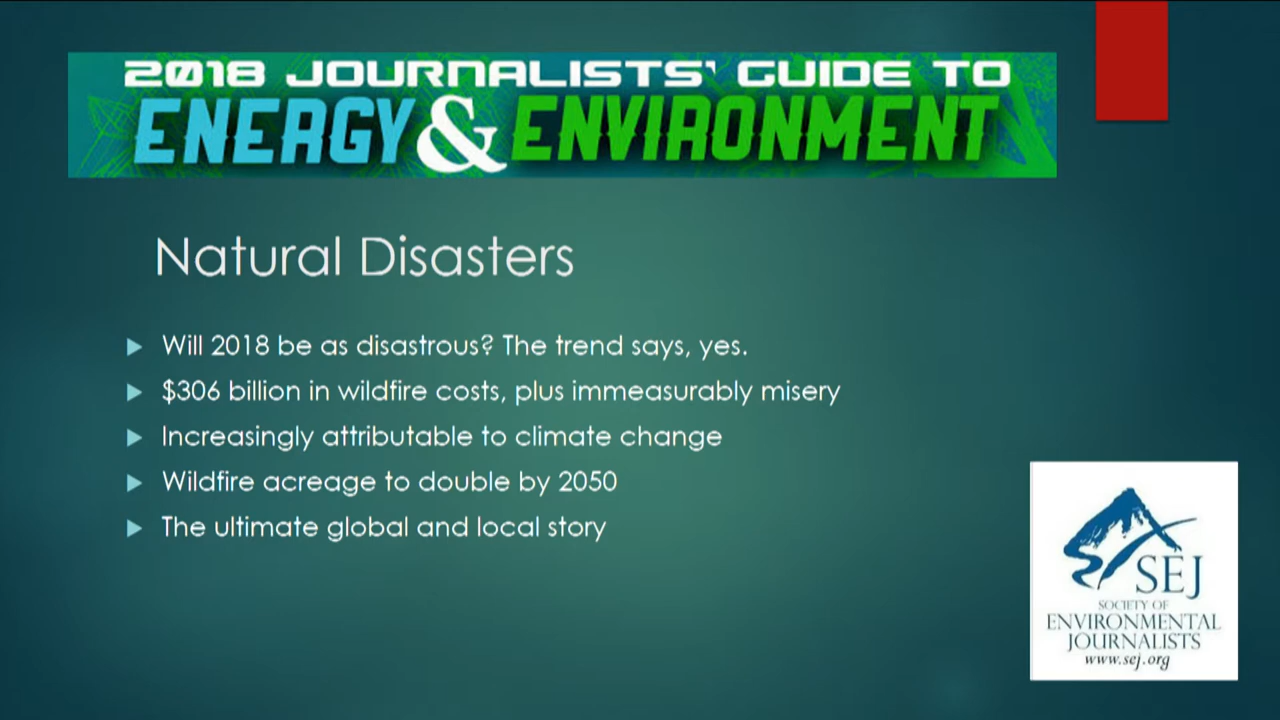 2018 JOURNALISTS' GUIDE TO
ENERGY & ENVIRONMENT
Natural Disasters
Will 2018 be as disastrous? The trend says, yes.
$306 billion in wildfire costs, plus immeasurably misery
Increasingly attributable to climate change
Wildfire acreage to double by 2050
The ultimate global and local story
SEJ
SOCIETY OF
ENVIRONMENTAL
JOURNALISTS
www.sej.org